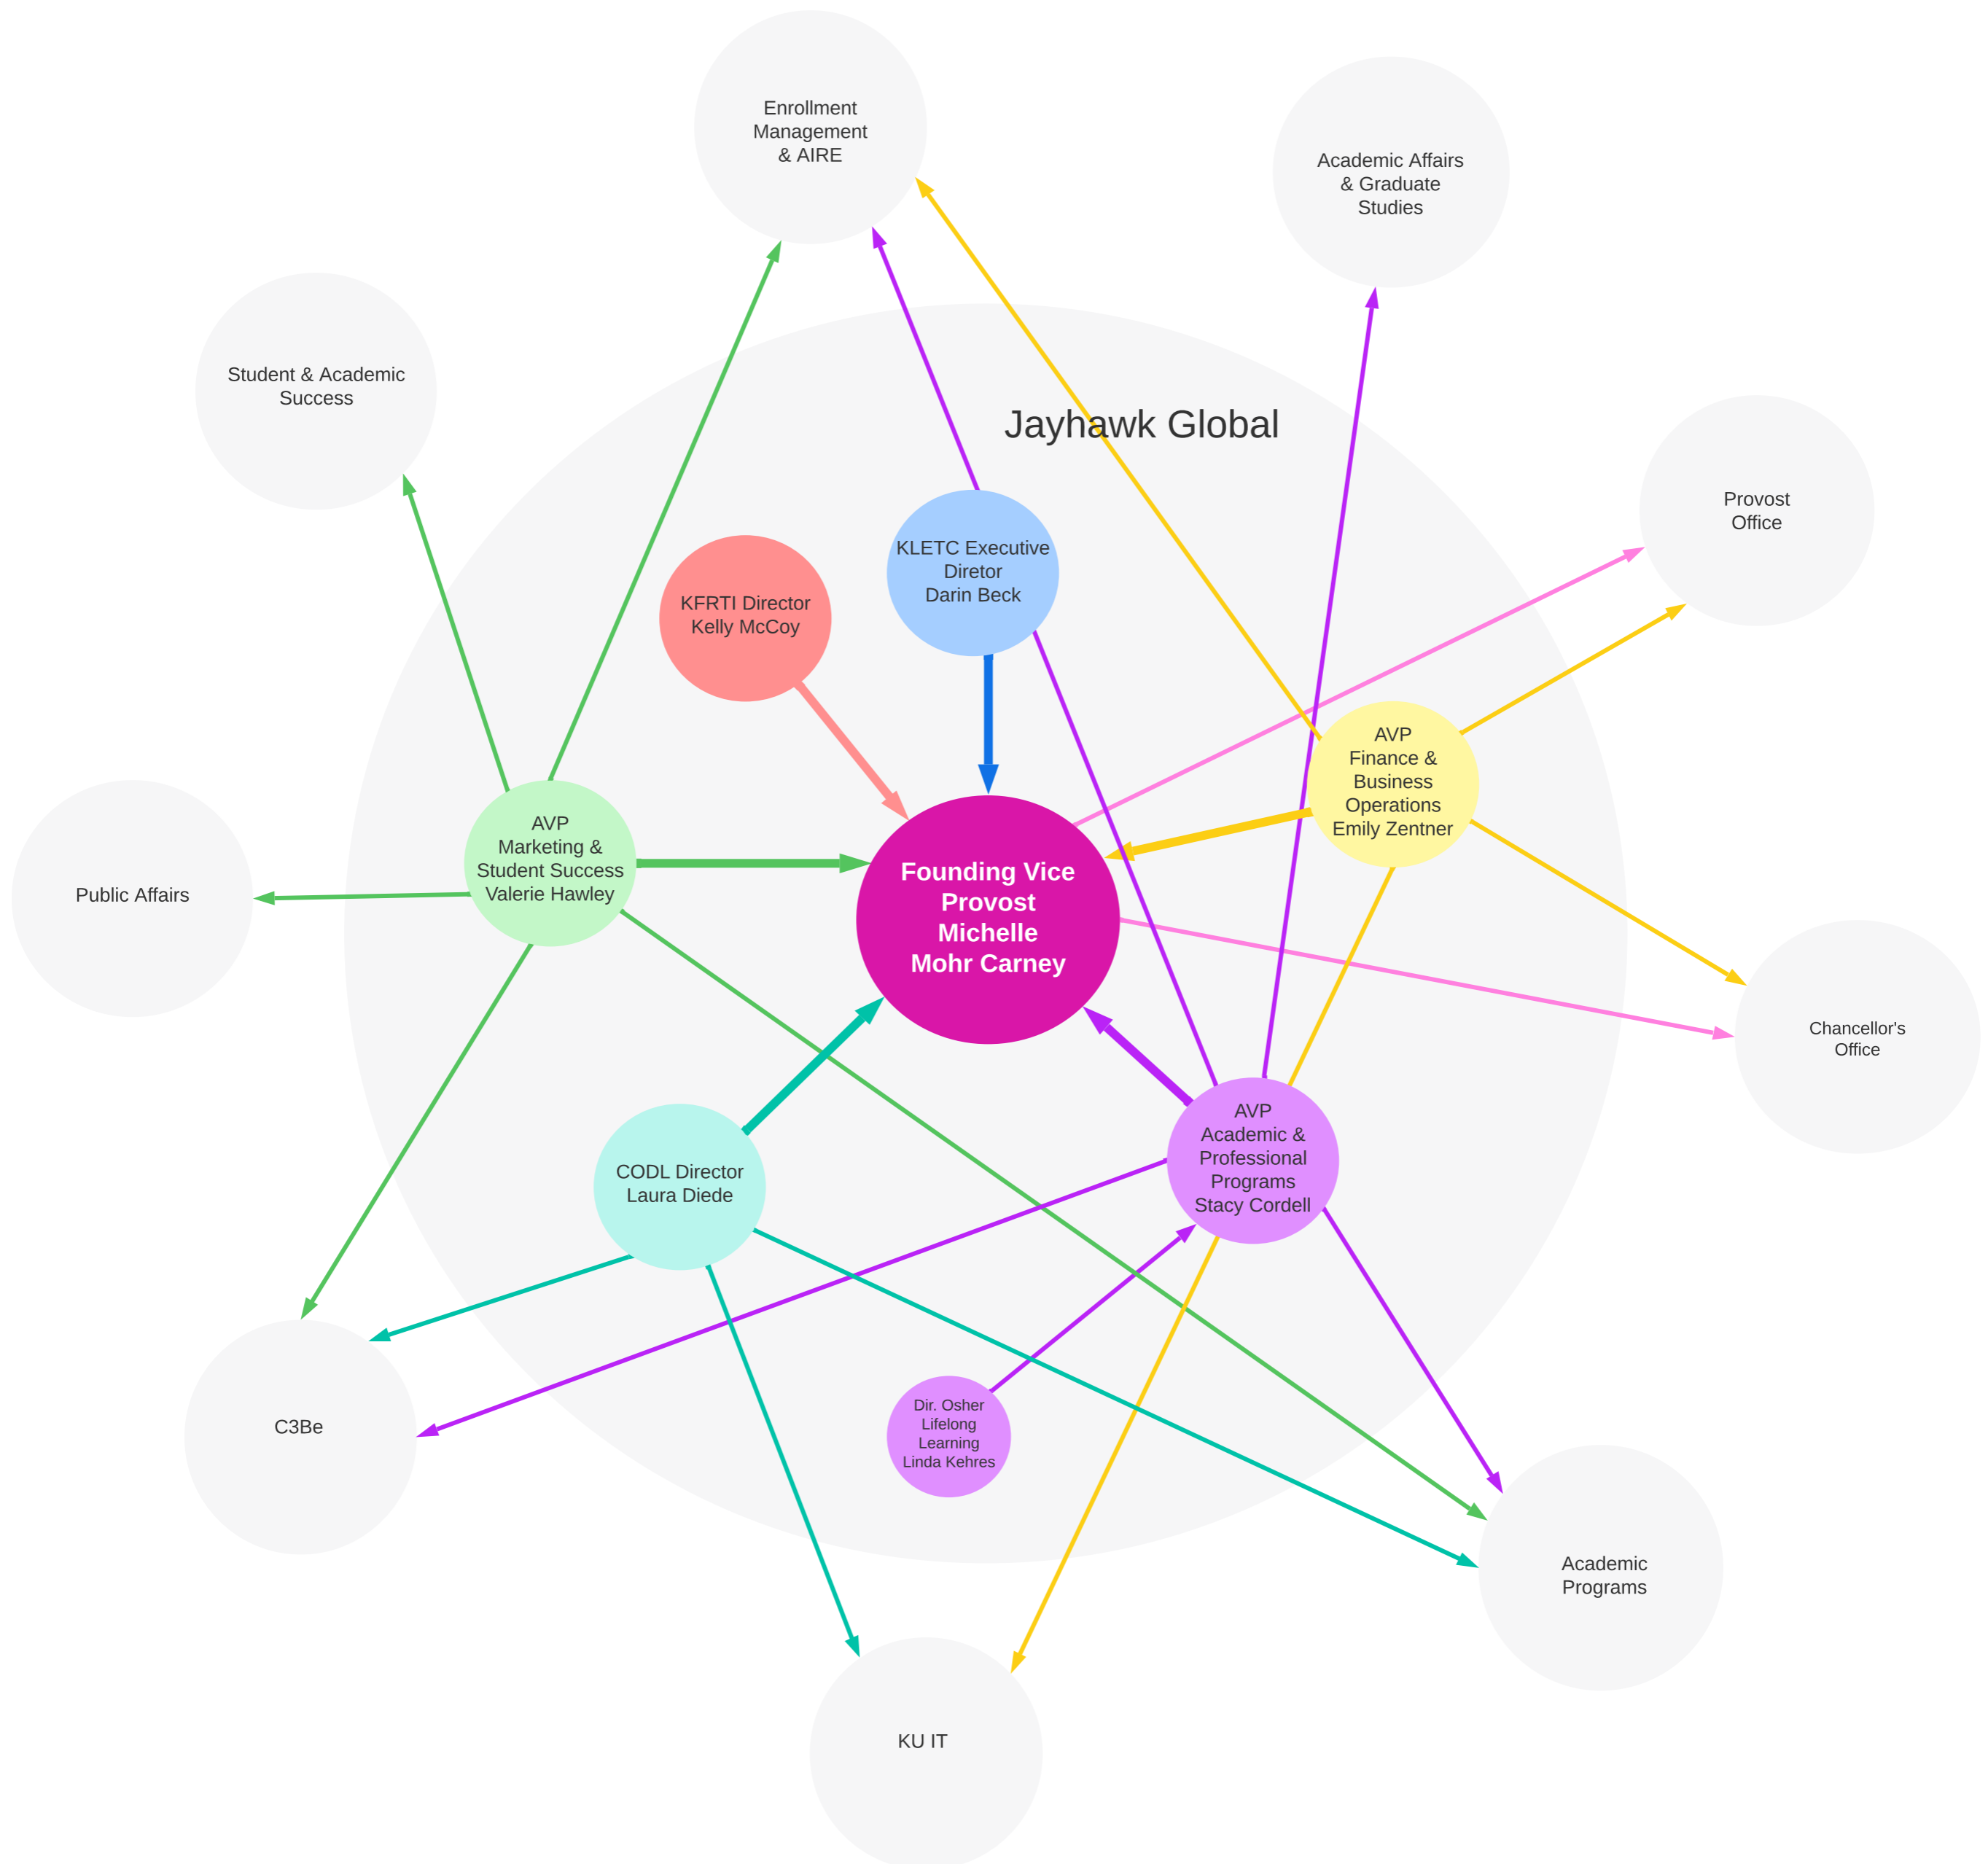 Enrollment
Management
& AIRE
Academic Affairs
& Graduate
Studies
Student & Academic
Success
Jayhawk Global
Provost
Office
KLETC Executive
Diretor
Darin Beck
KFRTI Director
Kelly McCoy
AVP
Finance &
Business
Operations
Emily Zentner
AVP
Marketing &
Student Success
Valerie Hawley
Public Affairs
Founding Vice
Provost
Michelle
Mohr Carney
Chancellor's
Office
AVP
Academic &
Professional
Programs
Stacy Cordell
CODL Director
Laura Diede
Dir. Osher
Lifelong
Learning
Linda Kehres
C3Be
Academic
Programs
KU IT